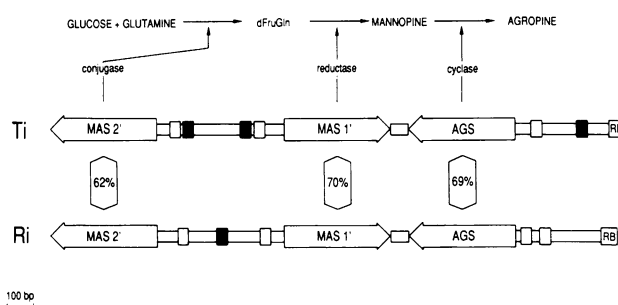 GLUCOSE + GLUTAMINE dFruGln MANNOPINE AGROPINE
conjugase reductase cyclase
Ti MAS 2' MAS 1' AGS
62% 70% 69%
Ri MAS 2' MAS 1' AGS RB
100 bp